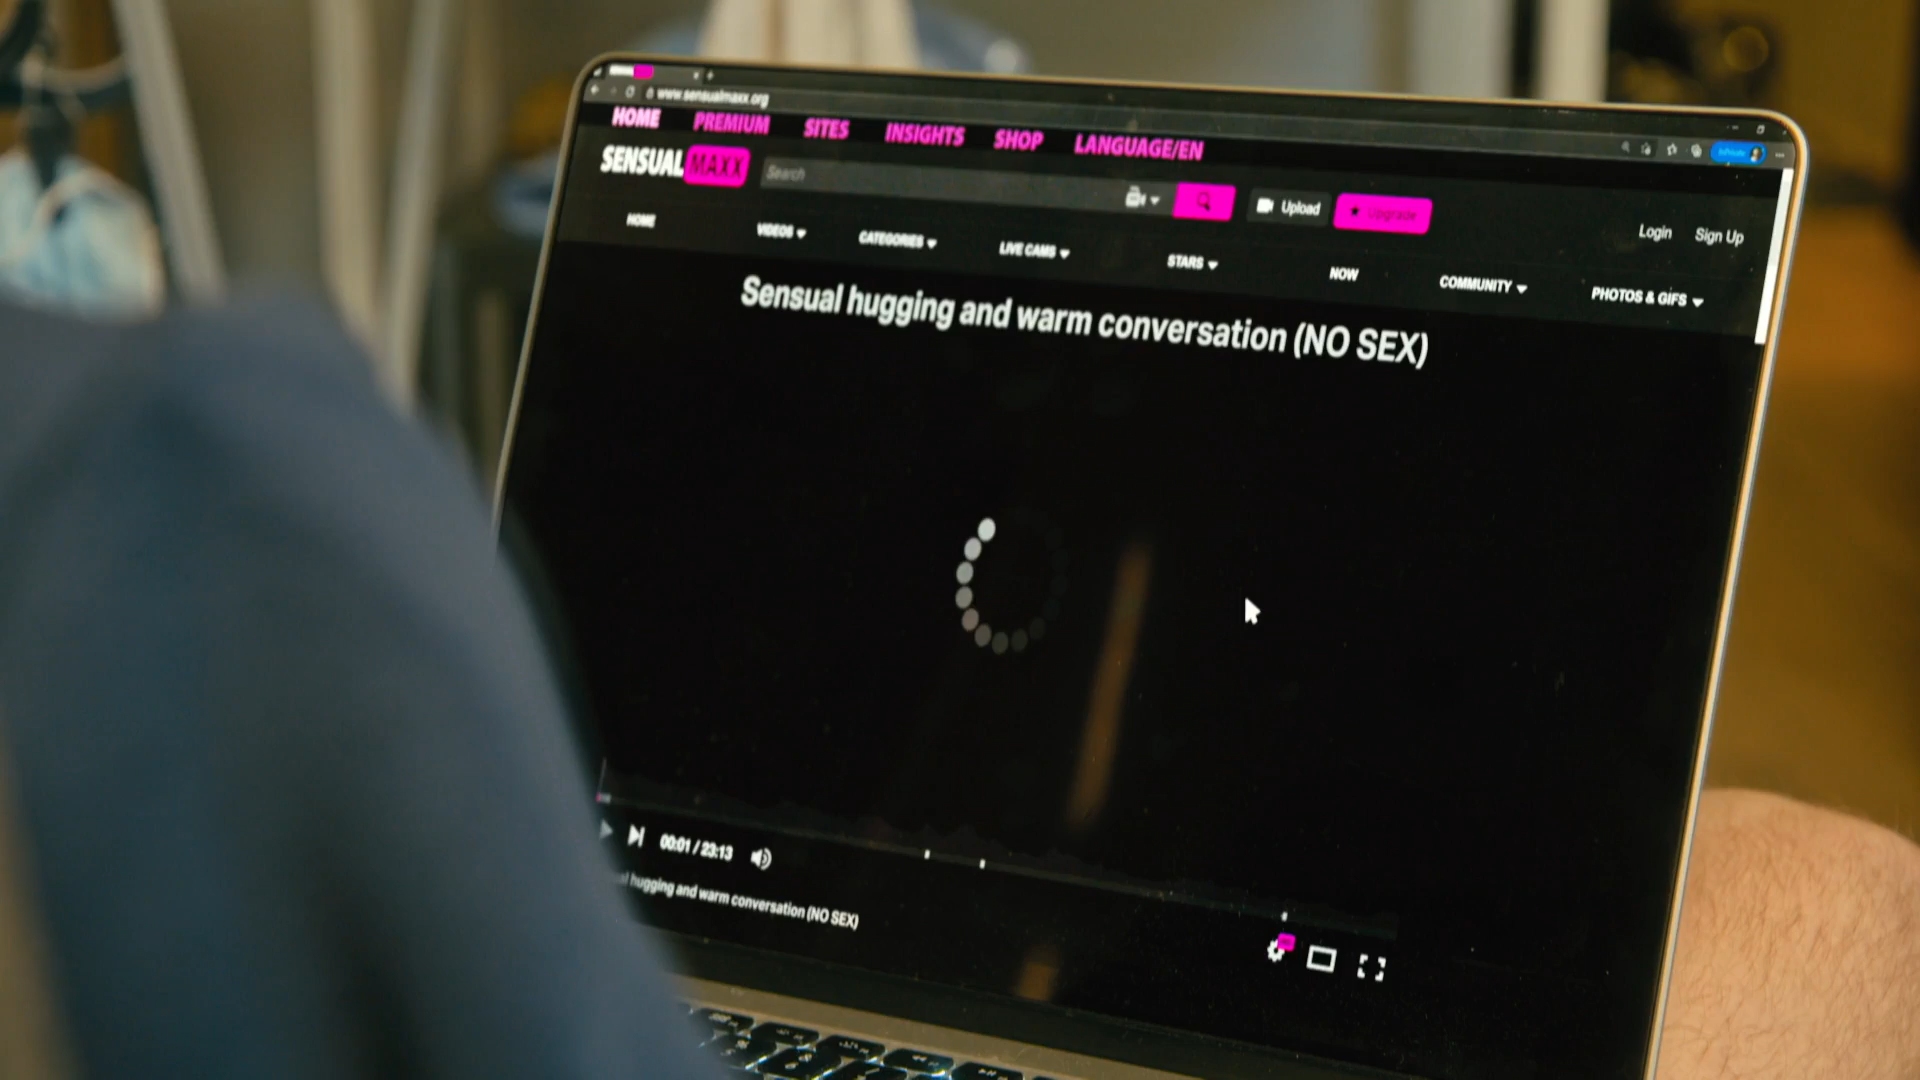 www.sensualmaxx.org
HOME PREMIUM SITES INSIGHTS SHOP LANGUAGE/EN
SENSUAL MAXX Search Upload Upgrade Login Sign Up
HOME VIDEOS CATEGORIES LIVE CAMS STARS NOW COMMUNITY PHOTOS & GIFS
Sensual hugging and warm conversation (NO SEX)
00:01 / 23:13
hugging and warm conversation (NO SEX)